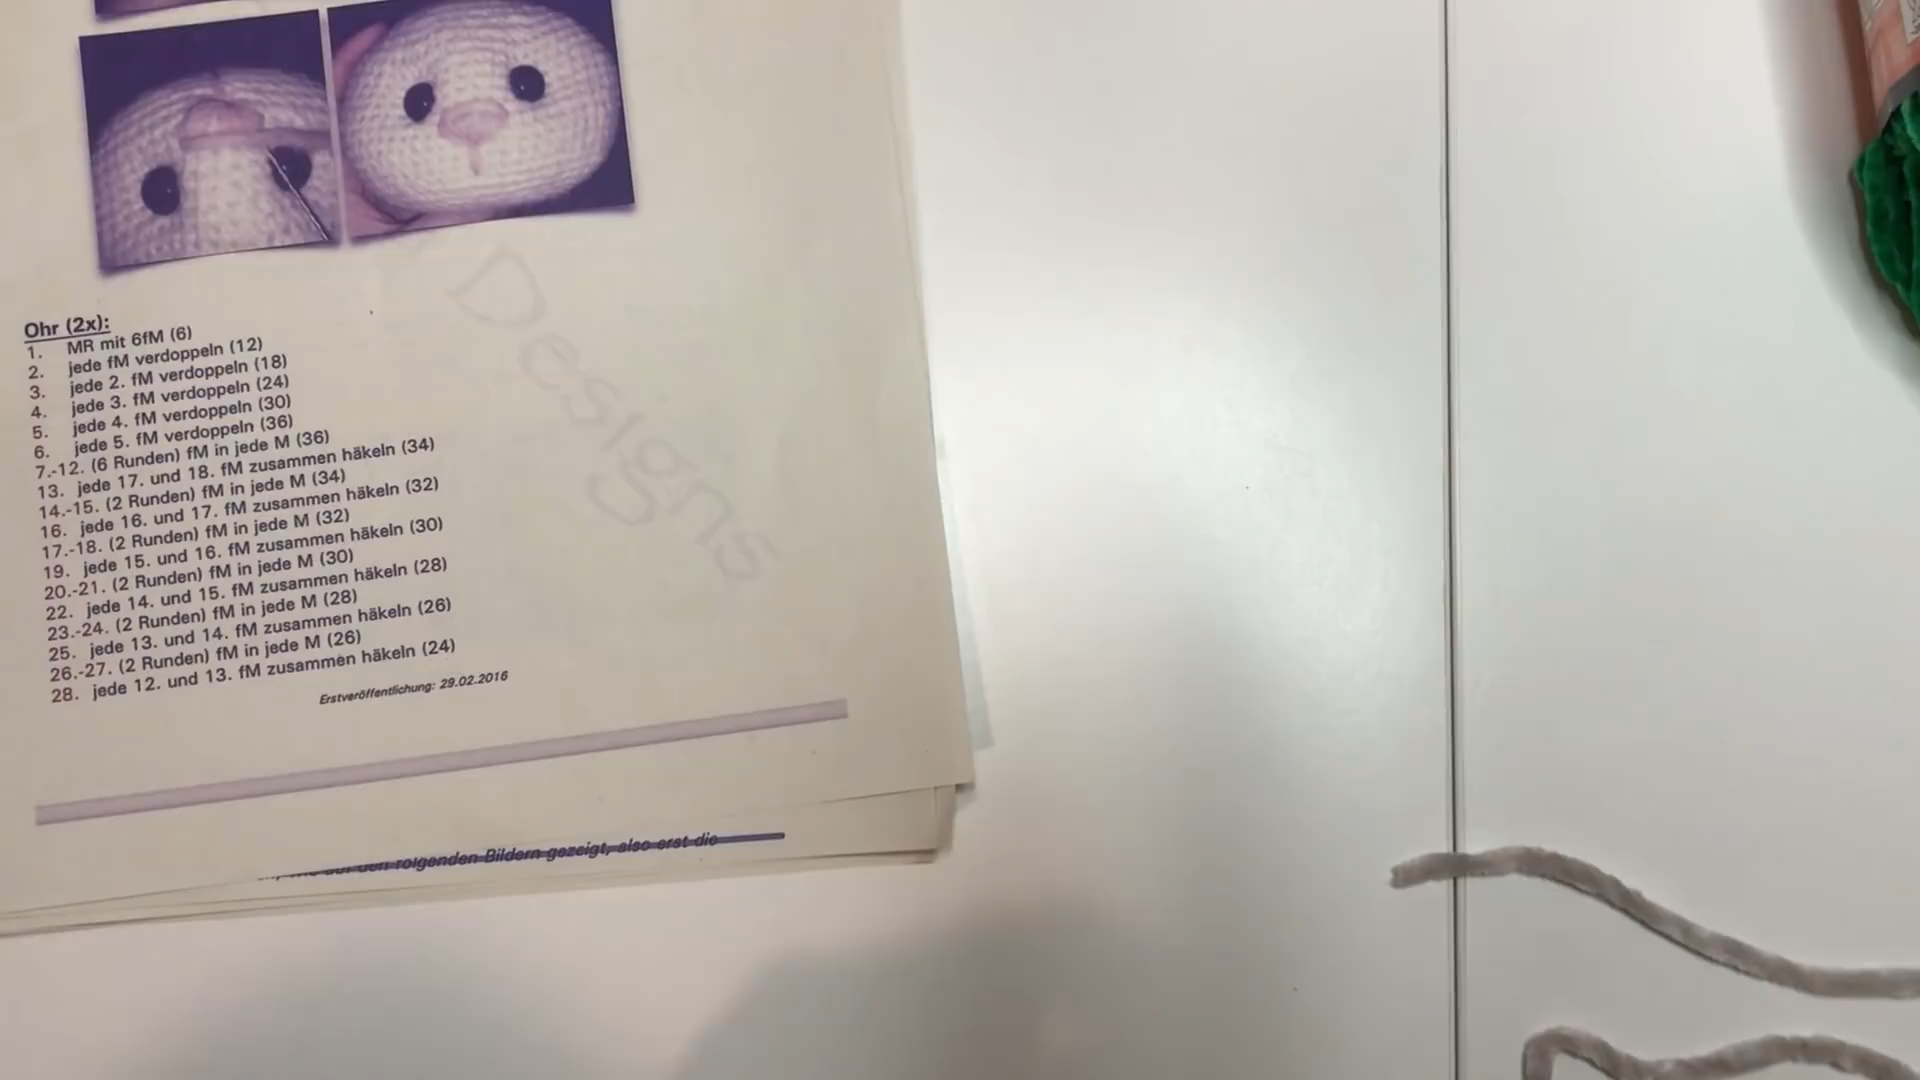 Ohr (2x):
1. MR mit 6fM (6)
2. jede fM verdoppeln (12)
3. jede 2. fM verdoppeln (18)
4. jede 3. fM verdoppeln (24)
5. jede 4. fM verdoppeln (30)
6. jede 5. fM verdoppeln (36)
7.-12. (6 Runden) fM in jede M (36)
13. jede 17. und 18. fM zusammen häkeln (34)
14.-15. (2 Runden) fM in jede M (34)
16. jede 16. und 17. fM zusammen häkeln (32)
17.-18. (2 Runden) fM in jede M (32)
19. jede 15. und 16. fM zusammen häkeln (30)
20.-21. (2 Runden) fM in jede M (30)
22. jede 14. und 15. fM zusammen häkeln (28)
23.-24. (2 Runden) fM in jede M (28)
25. jede 13. und 14. fM zusammen häkeln (26)
26.-27. (2 Runden) fM in jede M (26)
28. jede 12. und 13. fM zusammen häkeln (24)
Erstveröffentlichung: 29.02.2016
Designs
auf den folgenden Bildern gezeigt, also erst die